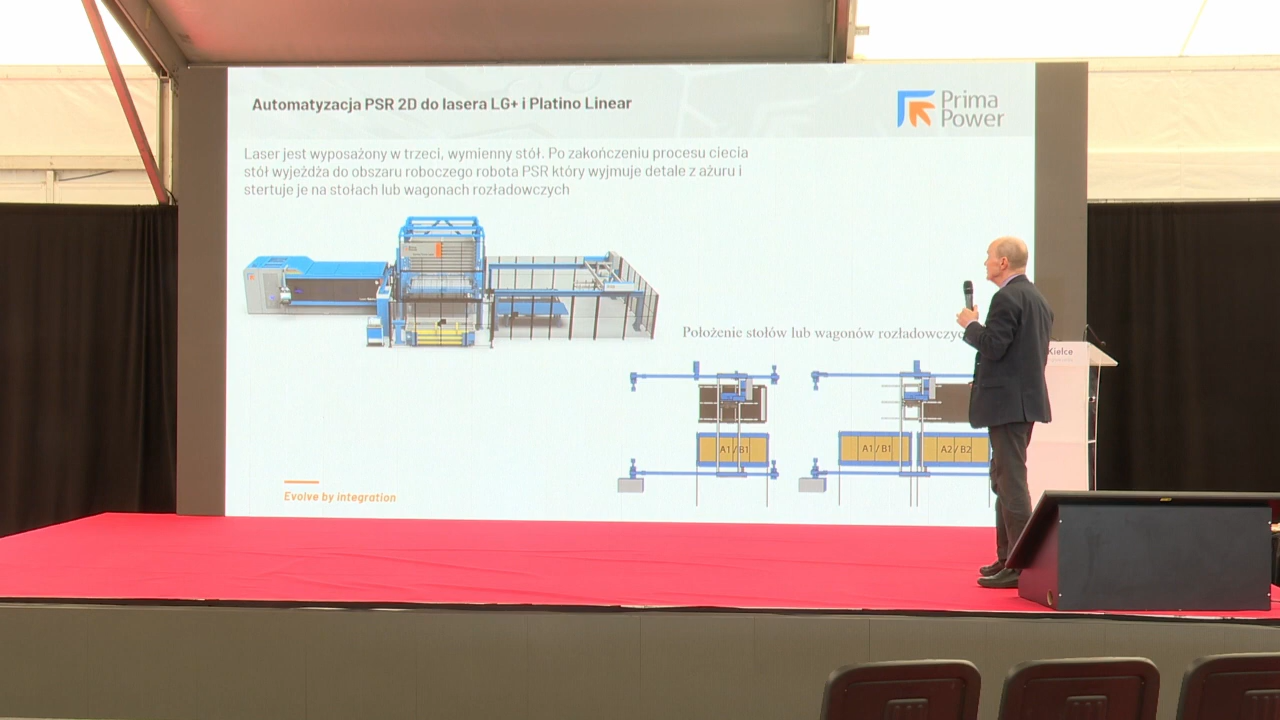 Automatyzacja PSR 2D do lasera LG+ i Platino Linear
Prima
Power
Laser jest wyposażony w trzeci, wymienny stół. Po zakończeniu procesu ciecia
stół wyjeżdża do obszaru roboczego robota PSR który wyjmuje detale z ażuru i
stertuje je na stołach lub wagonach rozładowczych
Położenie stołów lub wagonów rozładowczyc
Kielce
A1 / B1
A1 / B1
A2 / B2
Evolve by integration